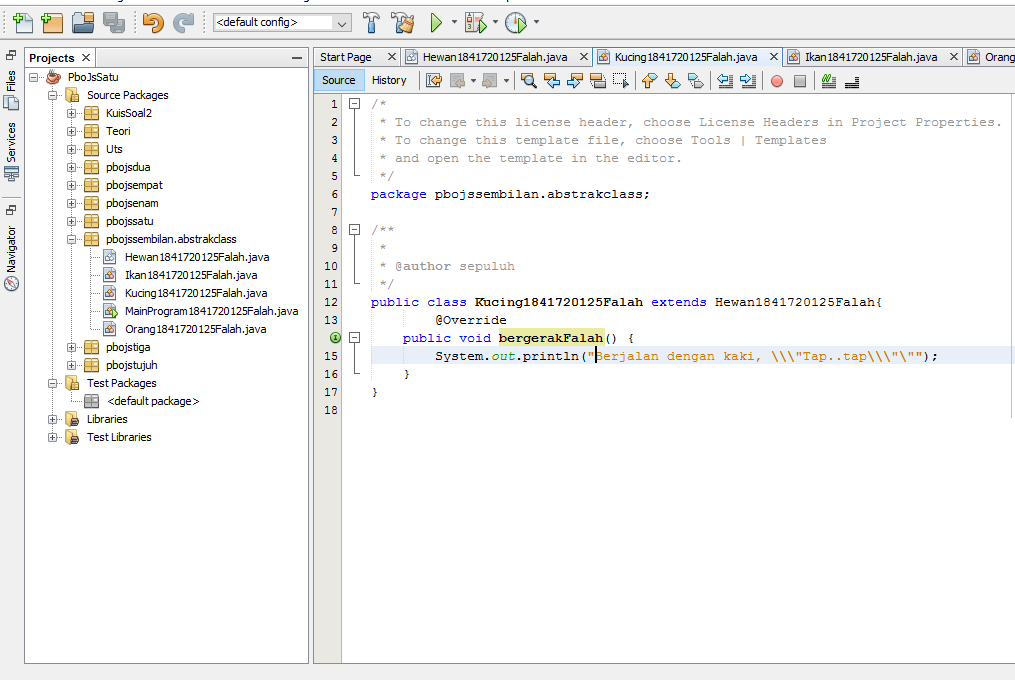 <default config>
Projects
Start Page
Hewan1841720125Falah.java
Kucing1841720125Falah.java
Ikan1841720125Falah.java
Orang
Files
Services
Navigator
PboJsSatu
Source Packages
KuisSoal2
Teori
Uts
pbojsdua
pbojsempat
pbojsenam
pbojssatu
pbojssembilan.abstrakclass
Hewan1841720125Falah.java
Ikan1841720125Falah.java
Kucing1841720125Falah.java
MainProgram1841720125Falah.java
Orang1841720125Falah.java
pbojstiga
pbojstujuh
Test Packages
<default package>
Libraries
Test Libraries
Source History
1 /*
2 * To change this license header, choose License Headers in Project Properties.
3 * To change this template file, choose Tools | Templates
4 * and open the template in the editor.
5 */
6 package pbojssembilan.abstrakclass;
7
8 /**
9 *
10 * @author sepuluh
11 */
12 public class Kucing1841720125Falah extends Hewan1841720125Falah{
13 @Override
public void bergerakFalah() {
15 System.out.println("Berjalan dengan kaki, \\\"Tap..tap\\\"\"");
16 }
17 }
18